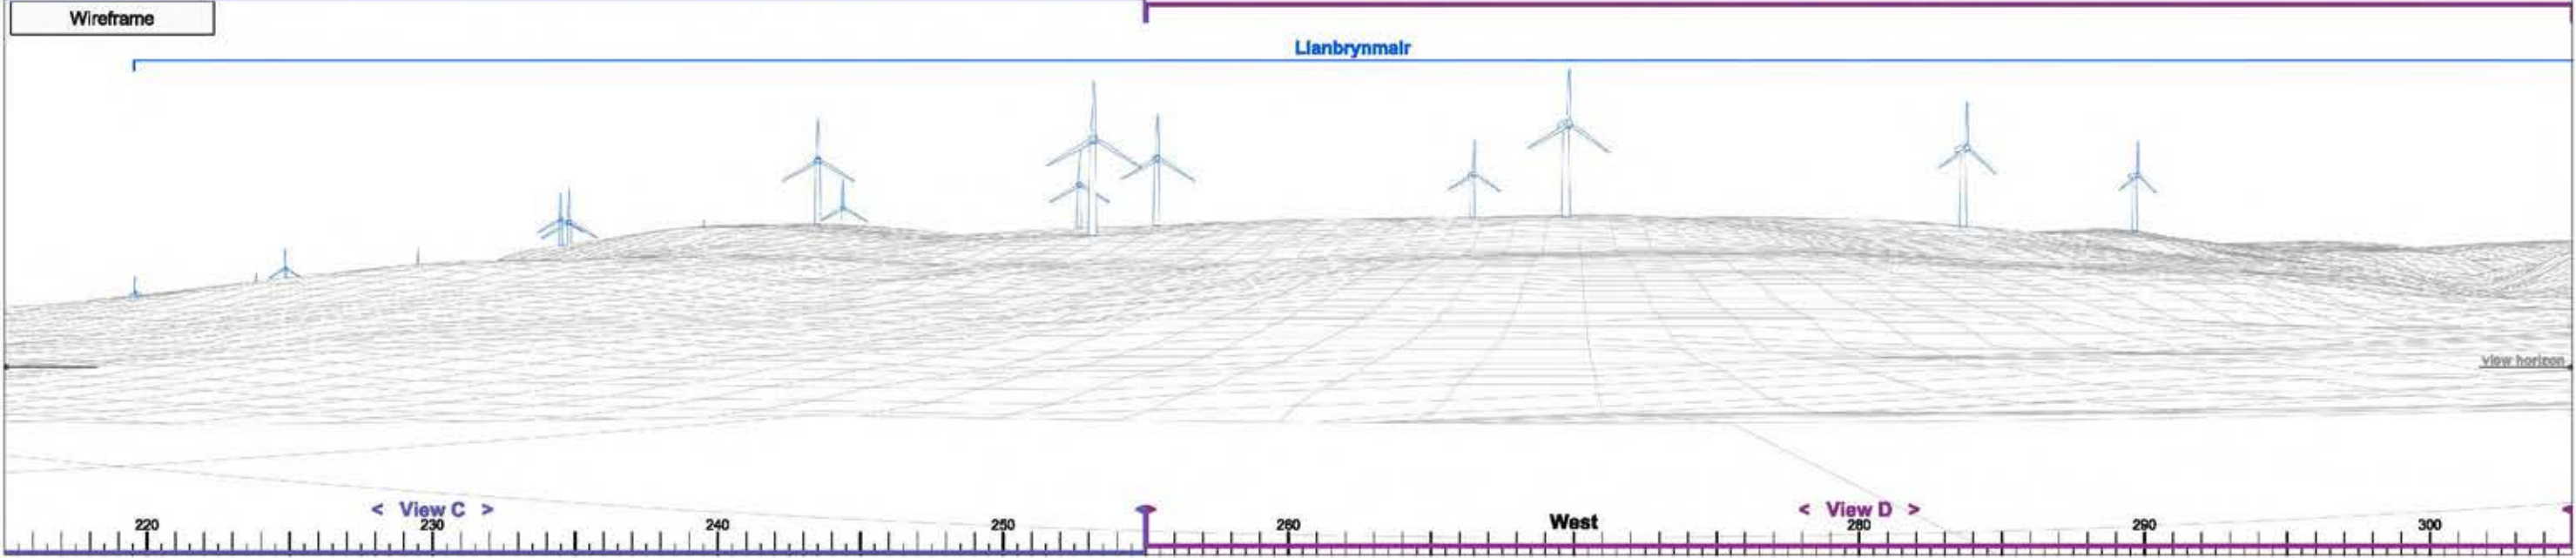 Wireframe
Llanbrynmair
view horizon
< View C >
< View D >
220 230 240 250 260 West 280 290 300